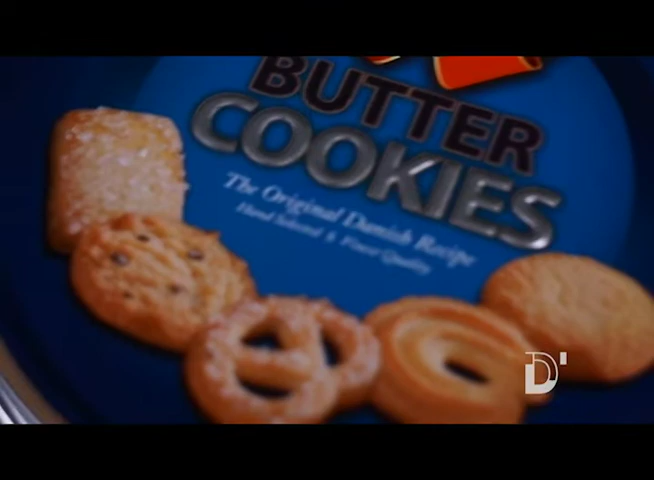 BUTTER
COOKIES
The Original Danish Recipe
Hand Selected & Finest Quality
D'